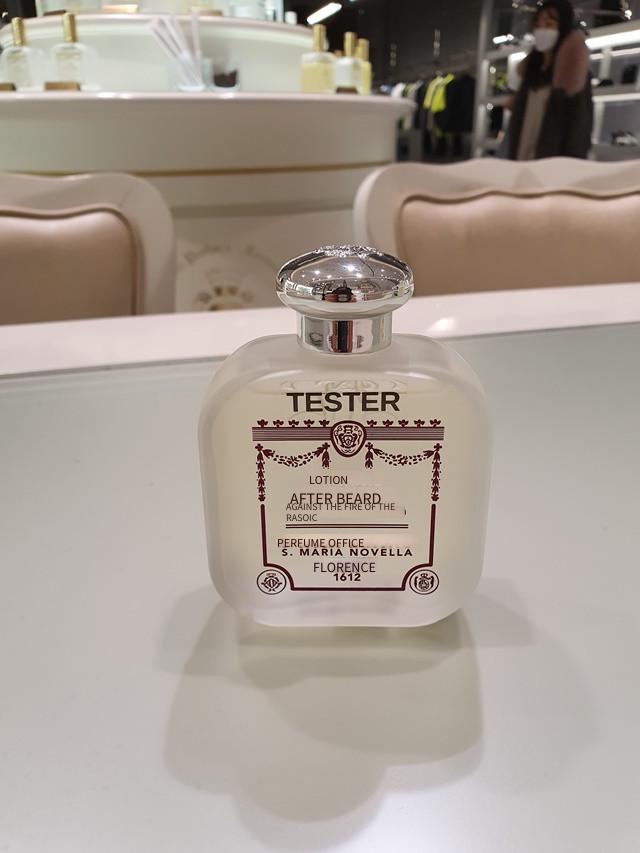 TESTER
LOTION
AFTER BEARD
AGAINST THE FIRE OF THE
RASOIC
PERFUME OFFICE
S. MARIA NOVELLA
FLORENCE
1612